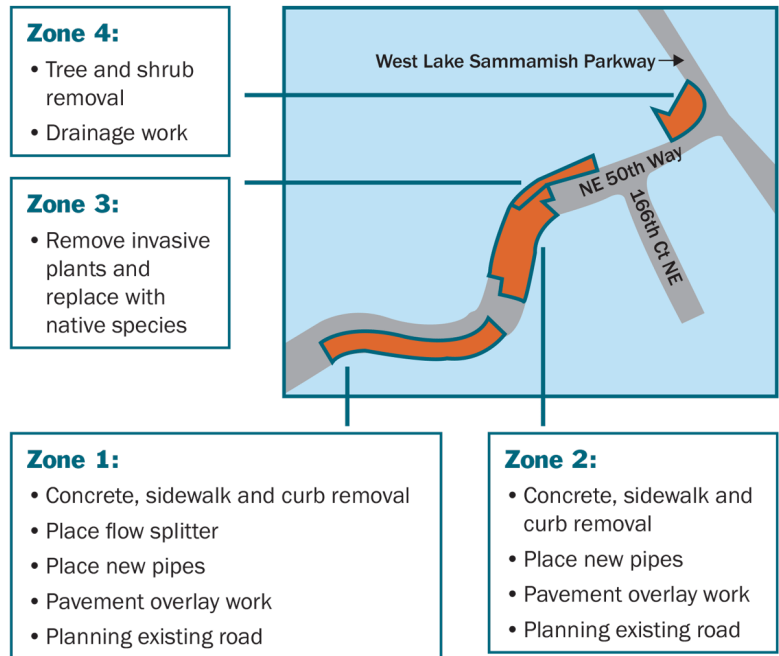 Zone 4:
• Tree and shrub
removal
• Drainage work
Zone 3:
• Remove invasive
plants and
replace with
native species
West Lake Sammamish Parkway
NE 50th Way
166th Ct NE
Zone 1:
• Concrete, sidewalk and curb removal
• Place flow splitter
• Place new pipes
• Pavement overlay work
• Planning existing road
Zone 2:
• Concrete, sidewalk and
curb removal
• Place new pipes
• Pavement overlay work
• Planning existing road